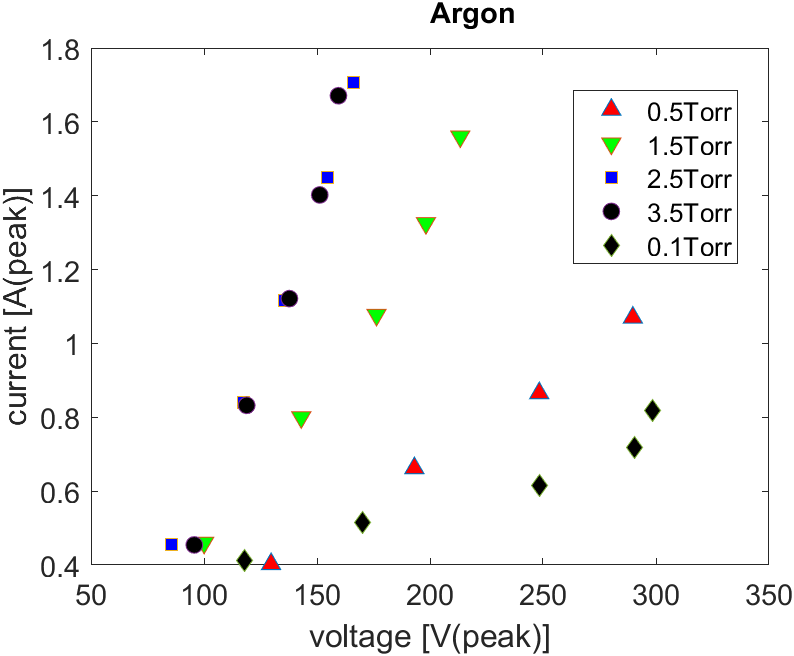 Argon
current [A(peak)]
1.8
1.6
1.4
1.2
1
0.8
0.6
0.4
0.5Torr
1.5Torr
2.5Torr
3.5Torr
0.1Torr
50 100 150 200 250 300 350
voltage [V(peak)]